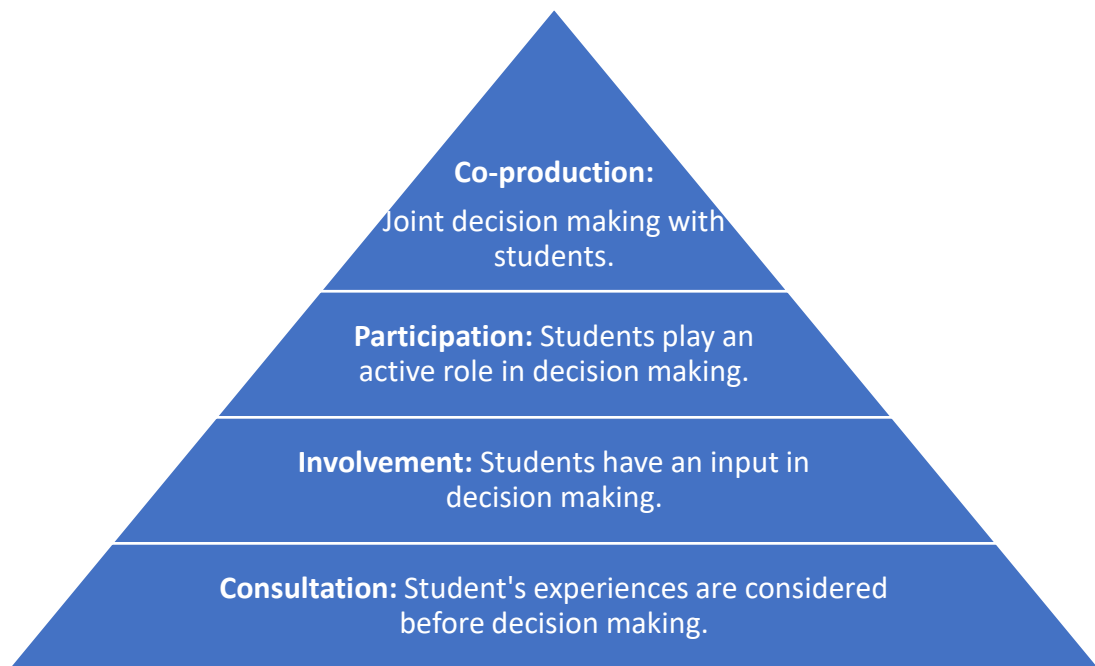 Co-production:
Joint decision making with
students.
Participation: Students play an
active role in decision making.
Involvement: Students have an input in
decision making.
Consultation: Student's experiences are considered
before decision making.